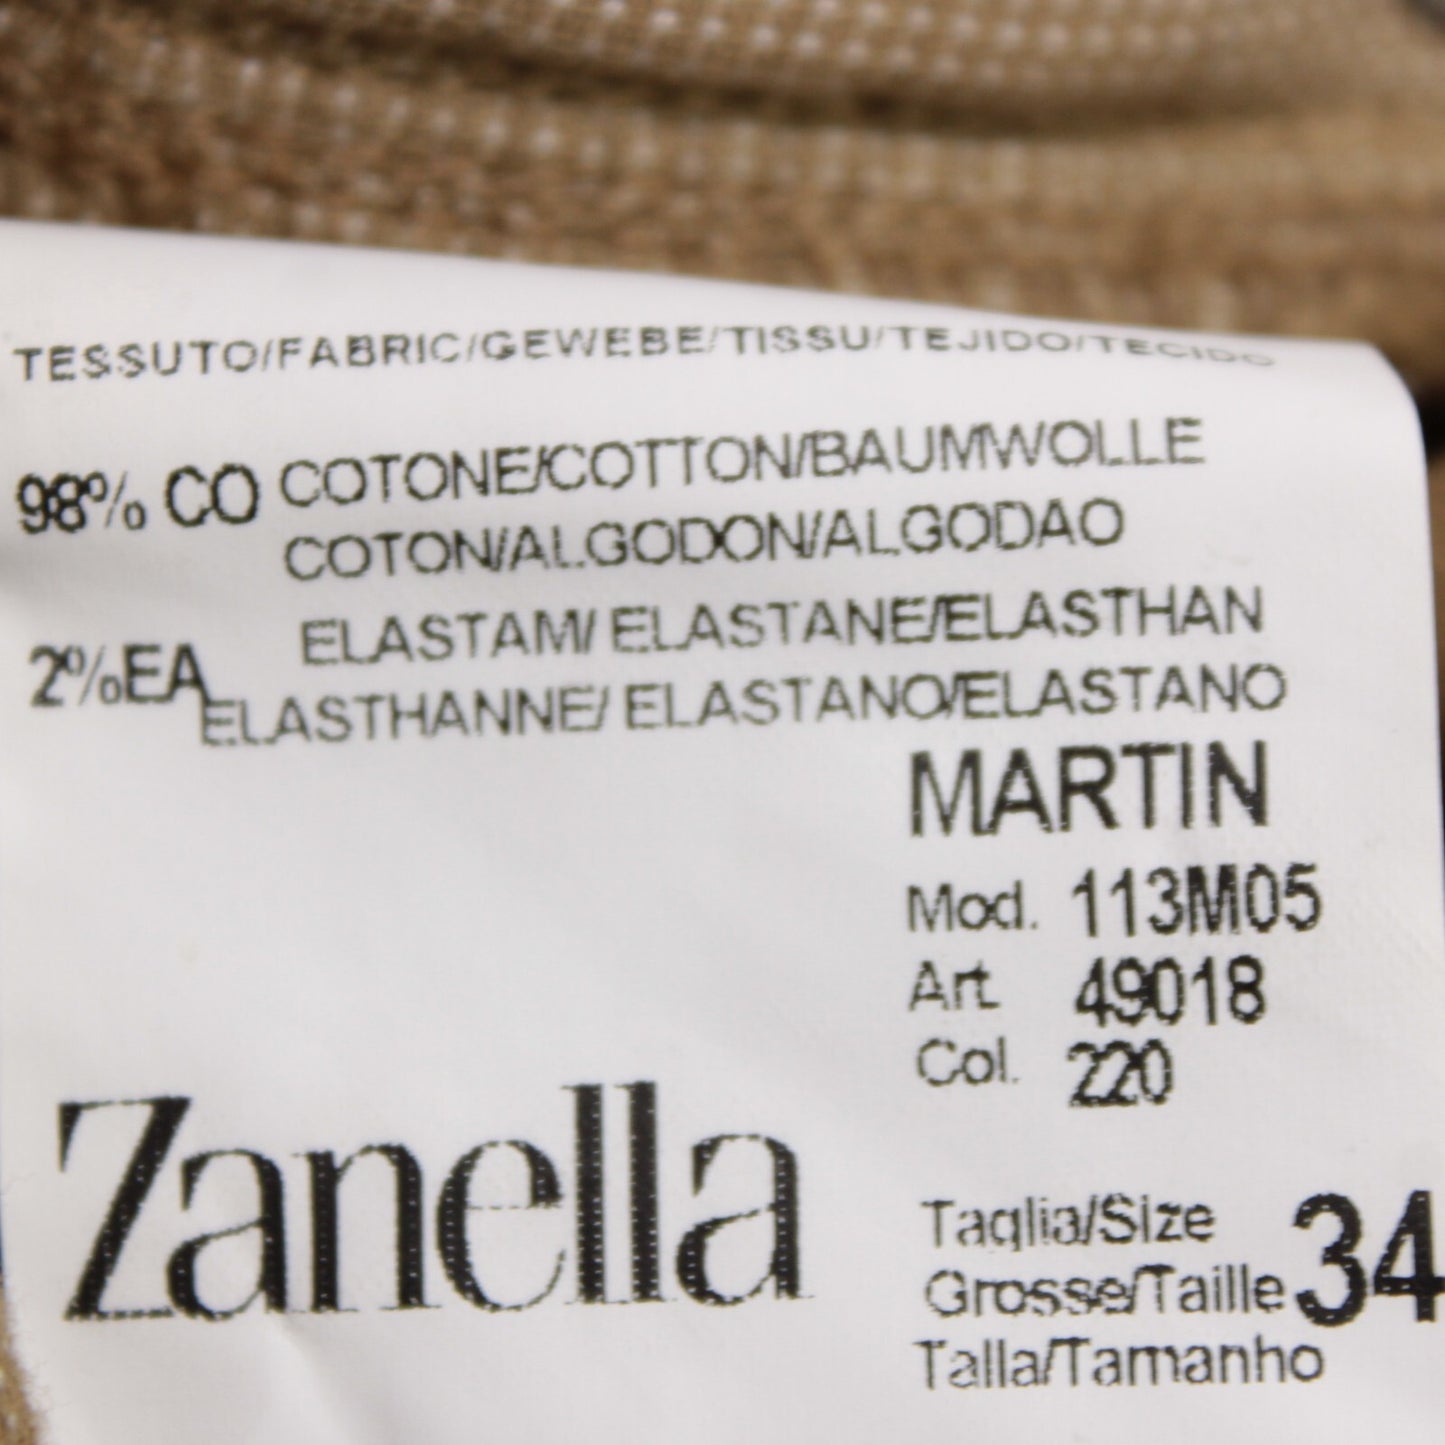 TESSUTO/FABRIC/GEWEBE/TISSU/TEJIDO/TECIDO
98% CO COTONE/COTTON/BAUMWOLLE
COTON/ALGODON/ALGODAO
2%EA ELASTAM/ ELASTANE/ELASTHAN
ELASTHANNE/ ELASTANO/ELASTANO
MARTIN
Mod. 113M05
Art. 49018
Col. 220
Zanella
Taglia/Size
Grosse/Taille 34
Talla/Tamanho